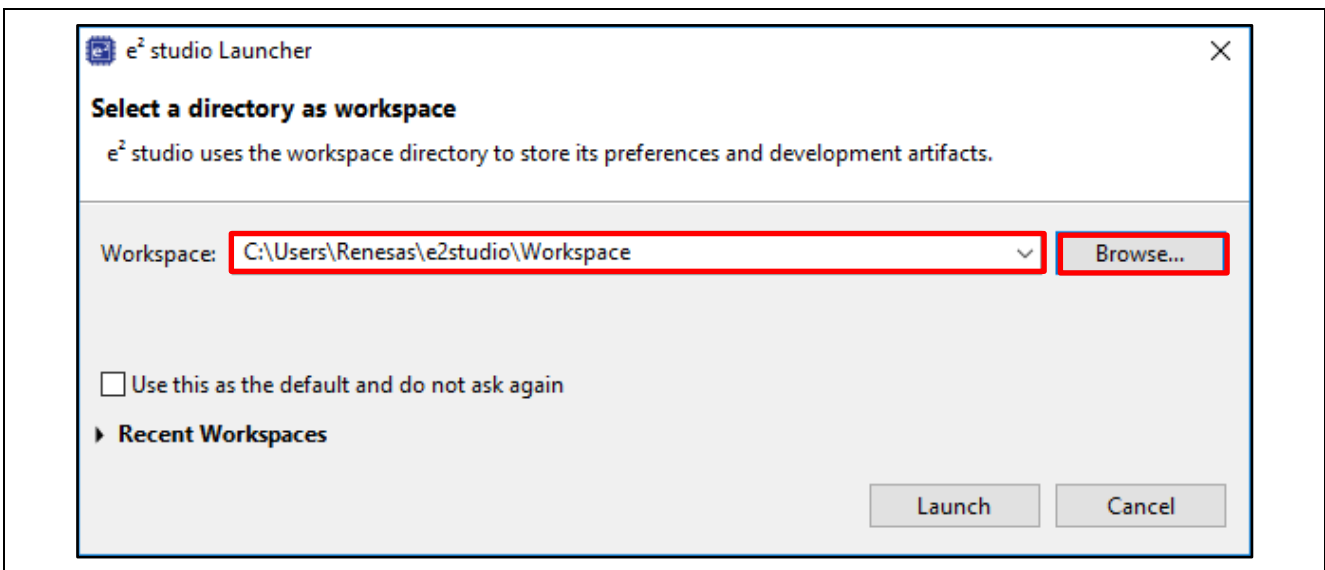 e² studio Launcher
Select a directory as workspace
e² studio uses the workspace directory to store its preferences and development artifacts.
Workspace: C:\Users\Renesas\e2studio\Workspace Browse...
Use this as the default and do not ask again
Recent Workspaces
Launch Cancel